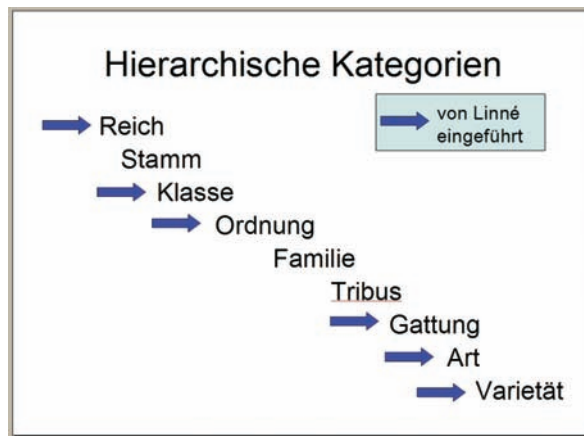 Hierarchische Kategorien
von Linné
eingeführt
Reich
Stamm
Klasse
Ordnung
Familie
Tribus
Gattung
Art
Varietät